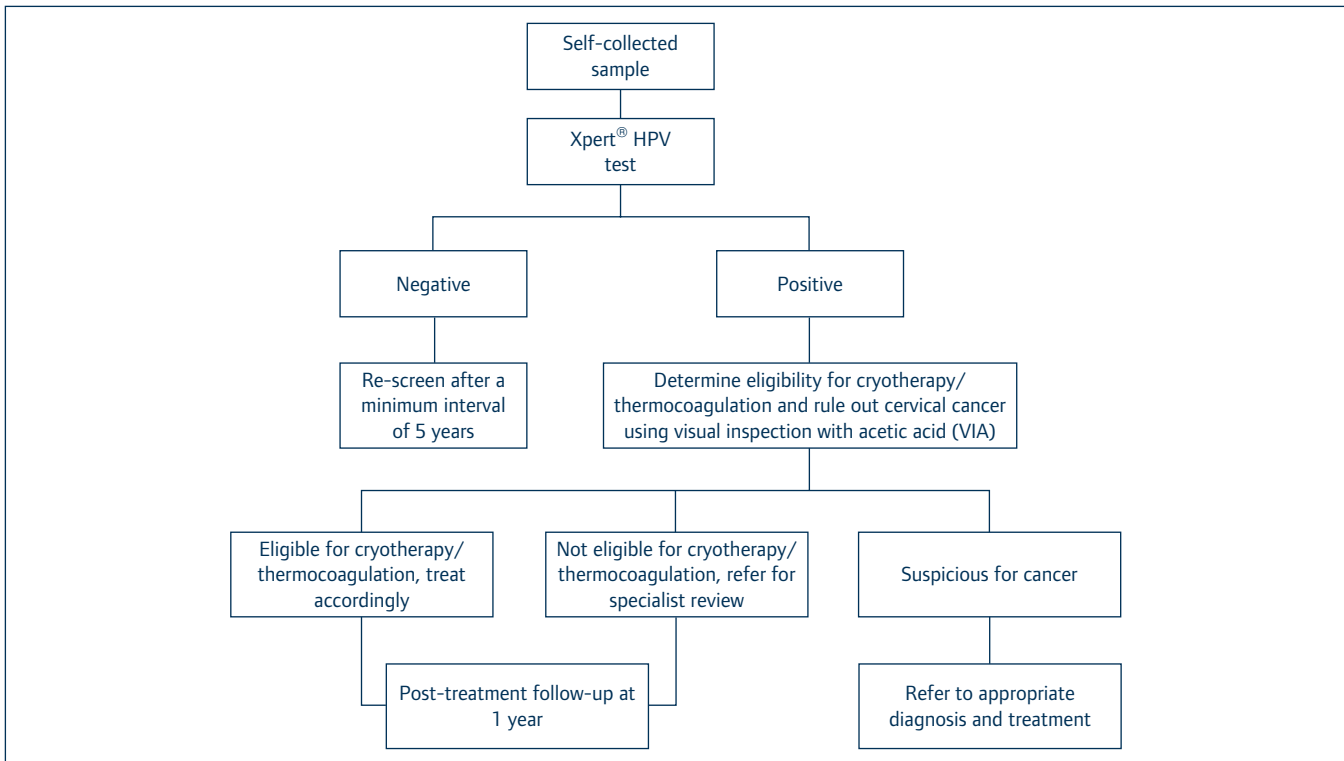 Self-collected
sample
Xpert® HPV
test
Negative
Positive
Re-screen after a
minimum interval
of 5 years
Determine eligibility for cryotherapy/
thermocoagulation and rule out cervical cancer
using visual inspection with acetic acid (VIA)
Eligible for cryotherapy/
thermocoagulation, treat
accordingly
Not eligible for cryotherapy/
thermocoagulation, refer for
specialist review
Suspicious for cancer
Post-treatment follow-up at
1 year
Refer to appropriate
diagnosis and treatment